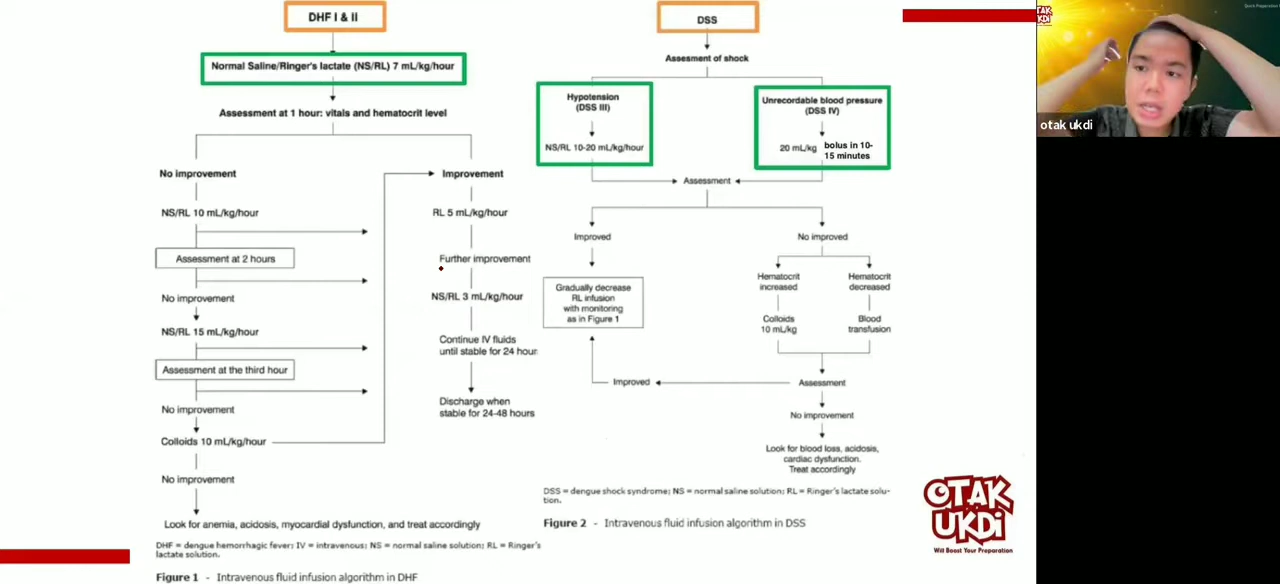 DHF I & II
Normal Saline/Ringer's lactate (NS/RL) 7 mL/kg/hour
Assessment at 1 hour: vitals and hematocrit level
No improvement
NS/RL 10 mL/kg/hour
Assessment at 2 hours
No improvement
NS/RL 15 mL/kg/hour
Assessment at the third hour
No improvement
Colloids 10 mL/kg/hour
No improvement
Look for anemia, acidosis, myocardial dysfunction, and treat accordingly
Improvement
RL 5 mL/kg/hour
Further improvement
NS/RL 3 mL/kg/hour
Continue IV fluids
until stable for 24 hour
Discharge when
stable for 24-48 hours
DHF = dengue hemorrhagic fever; IV = intravenous; NS = normal saline solution; RL = Ringer's
lactate solution.
Figure 1 - Intravenous fluid infusion algorithm in DHF
DSS
Assesment of shock
Hypotension
(DSS III)
NS/RL 10-20 mL/kg/hour
Unrecordable blood pressure
(DSS IV)
20 mL/kg
bolus in 10-
15 minutes
Assessment
Improved
Gradually decrease
RL infusion
with monitoring
as in Figure 1
No improved
Hematocrit
increased
Colloids
10 mL/kg
Hematocrit
decreased
Blood
transfusion
Assessment
Improved
No improvement
Look for blood loss, acidosis,
cardiac dysfunction.
Treat accordingly
DSS = dengue shock syndrome; NS = normal saline solution; RL = Ringer's lactate solu-
tion.
Figure 2 - Intravenous fluid infusion algorithm in DSS
OTAK
UKDi
Will Boost Your Preparation
OTAK
UKDI
otak ukdi